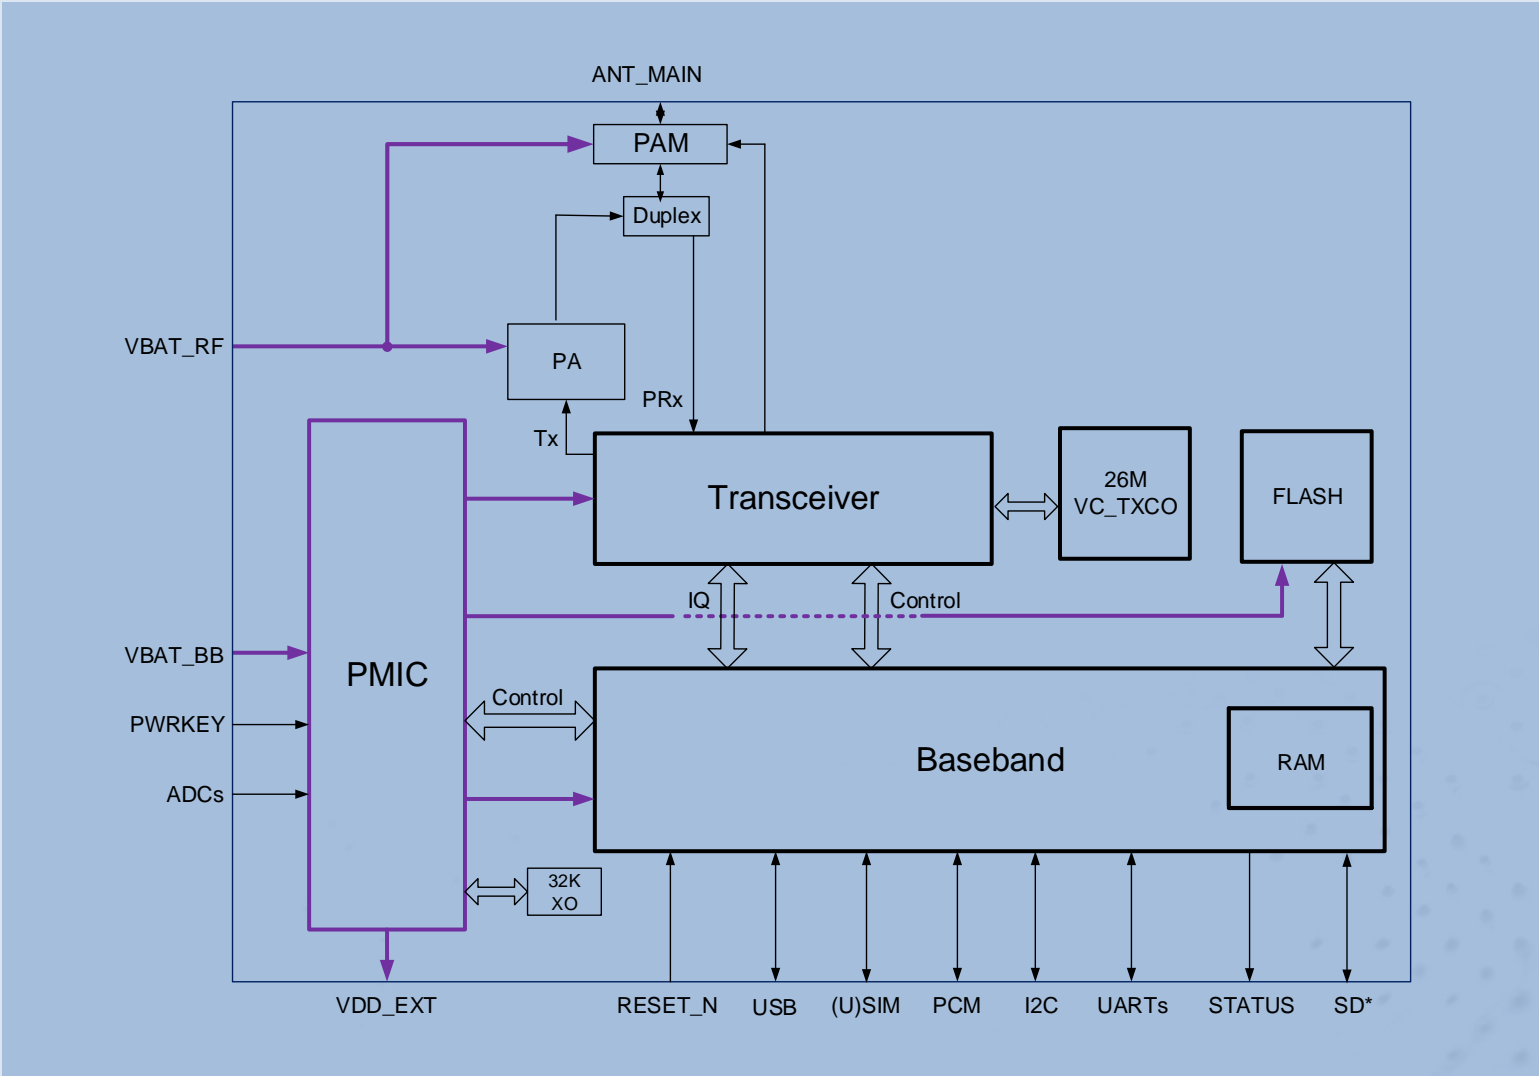 ANT_MAIN
PAM
Duplex
VBAT_RF
PA
PRx
Tx
Transceiver
26M
VC_TXCO
FLASH
IQ
Control
VBAT_BB
PMIC
Control
PWRKEY
Baseband
RAM
ADCs
32K
XO
VDD_EXT
RESET_N
USB
(U)SIM
PCM
I2C
UARTs
STATUS
SD*